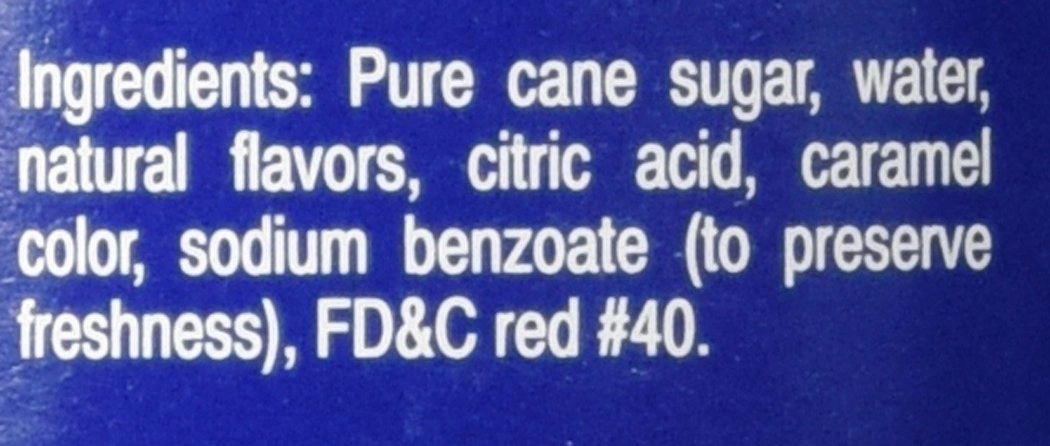 Ingredients: Pure cane sugar, water,
natural flavors, citric acid, caramel
color, sodium benzoate (to preserve
freshness), FD&C red #40.